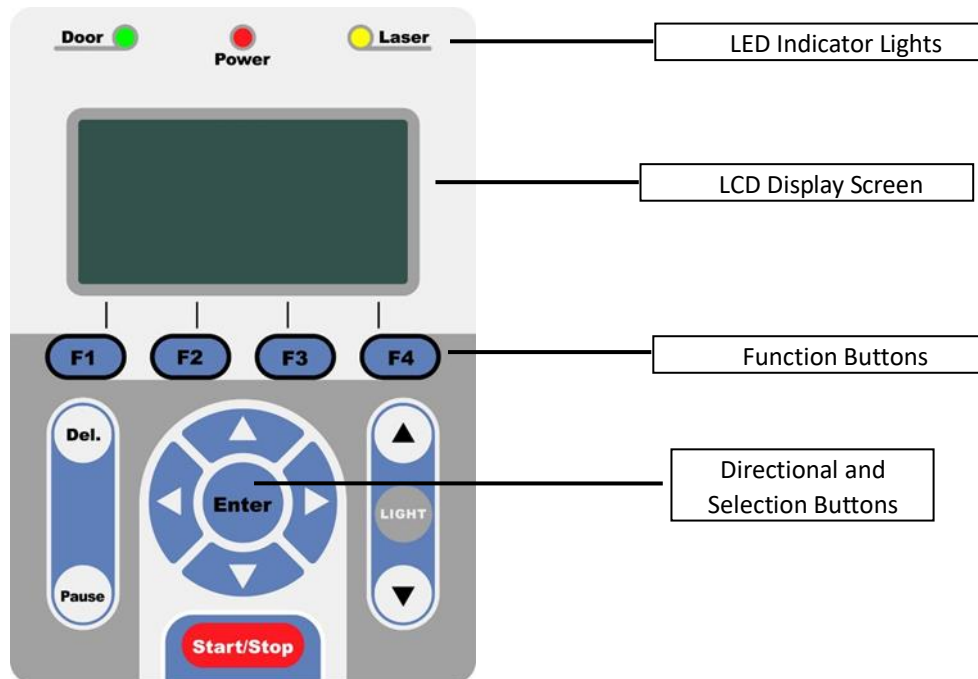 Door
Laser
Power
LED Indicator Lights
LCD Display Screen
F1 F2 F3 F4
Function Buttons
Del.
Enter
LIGHT
Pause
Start/Stop
Directional and
Selection Buttons